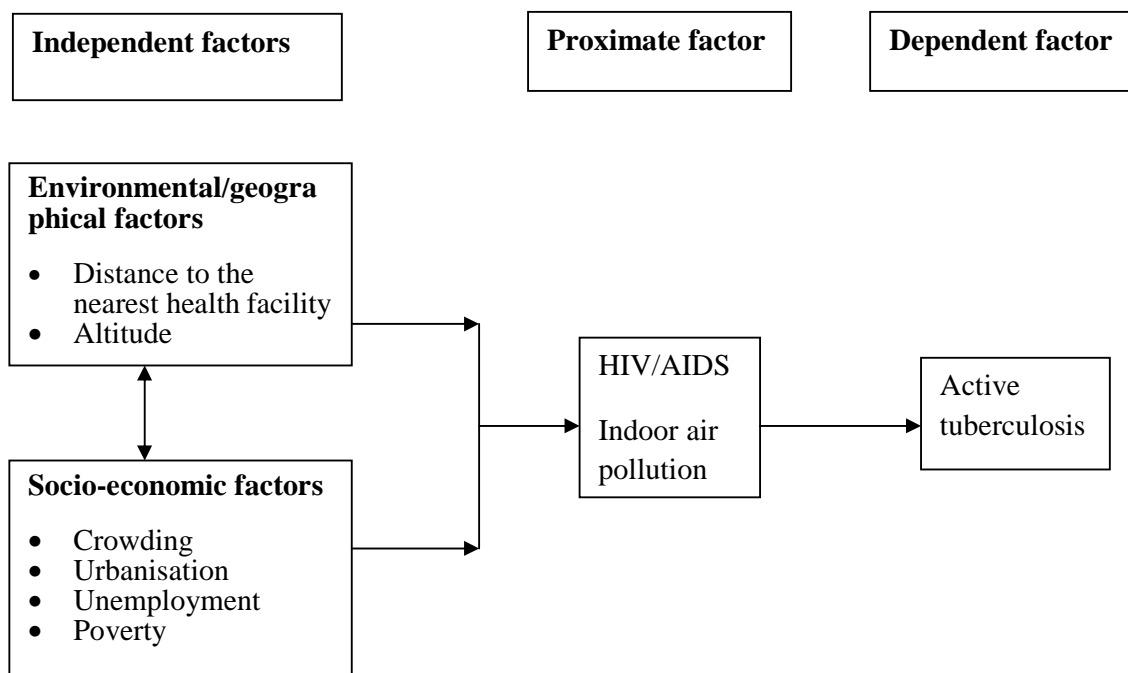 Independent factors
Proximate factor
Dependent factor
Environmental/geogra
phical factors
• Distance to the
nearest health facility
• Altitude
Socio-economic factors
• Crowding
• Urbanisation
• Unemployment
• Poverty
HIV/AIDS
Indoor air
pollution
Active
tuberculosis